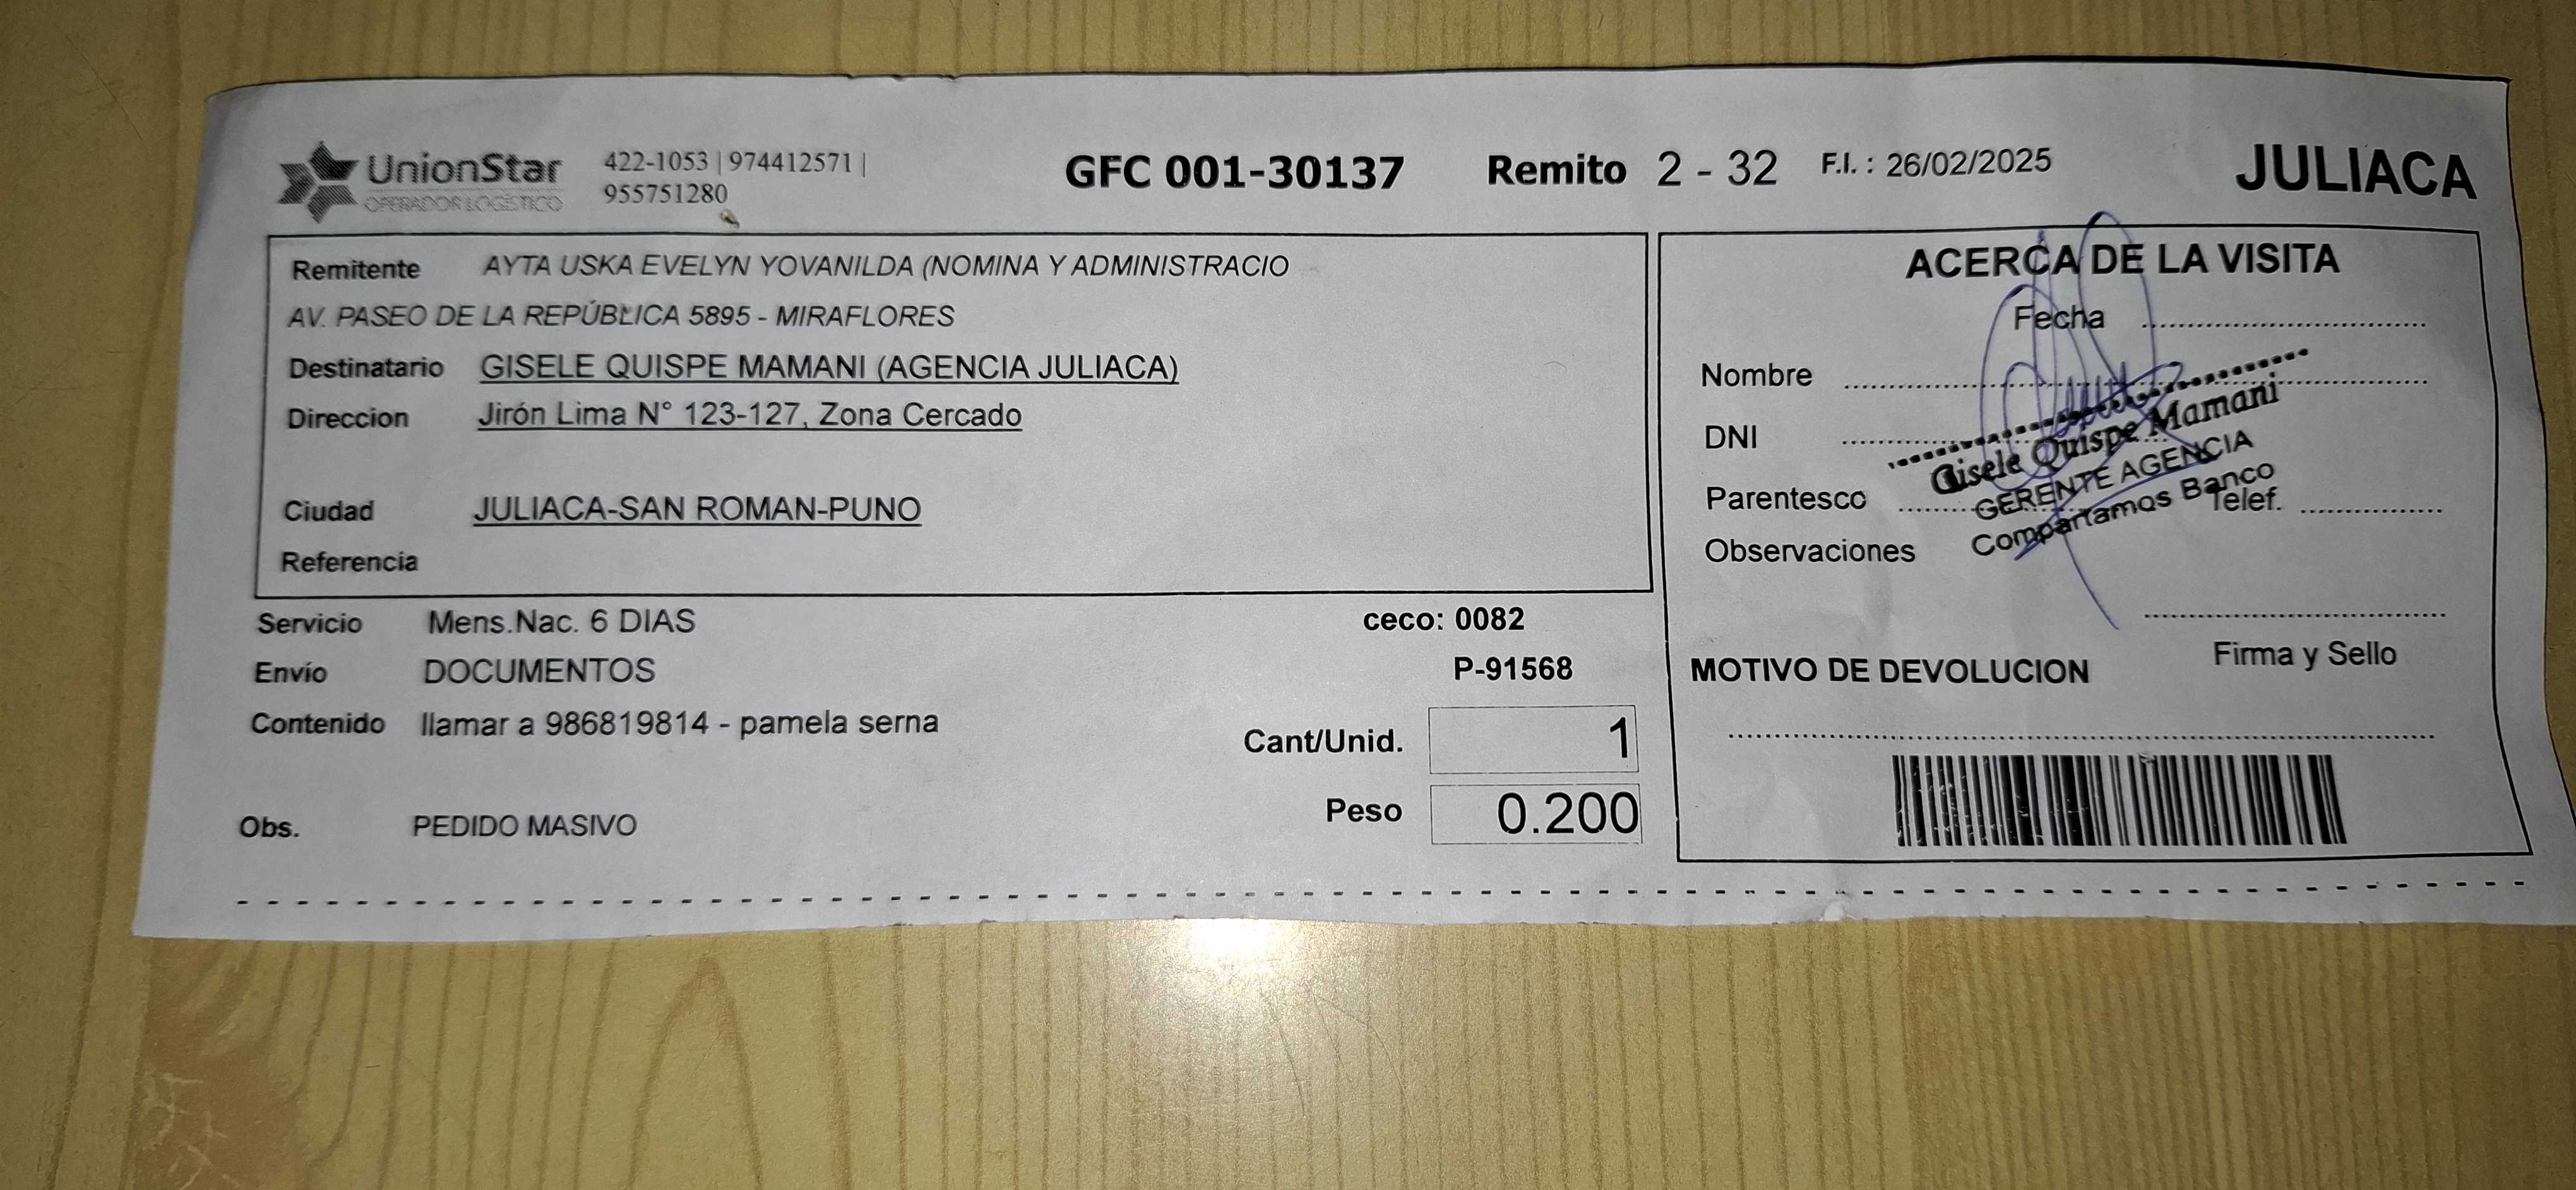 UnionStar
OPERADOR LOGÍSTICO
422-1053 | 974412571 |
955751280
GFC 001-30137 Remito 2 - 32 F.I. : 26/02/2025 JULIACA
Remitente AYTA USKA EVELYN YOVANILDA (NOMINA Y ADMINISTRACIO
AV. PASEO DE LA REPÚBLICA 5895 - MIRAFLORES
Destinatario GISELE QUISPE MAMANI (AGENCIA JULIACA)
Direccion Jirón Lima N° 123-127, Zona Cercado
Ciudad JULIACA-SAN ROMAN-PUNO
Referencia
Servicio Mens.Nac. 6 DIAS
ceco: 0082
Envío DOCUMENTOS
P-91568
Contenido llamar a 986819814 - pamela serna
Cant/Unid. 1
Peso 0.200
Obs. PEDIDO MASIVO
ACERCA DE LA VISITA
Fecha
Nombre
DNI
Gisele Quispe Mamani
GERENTE AGENCIA
Compartamos Banco
Parentesco Telef.
Observaciones
Firma y Sello
MOTIVO DE DEVOLUCION